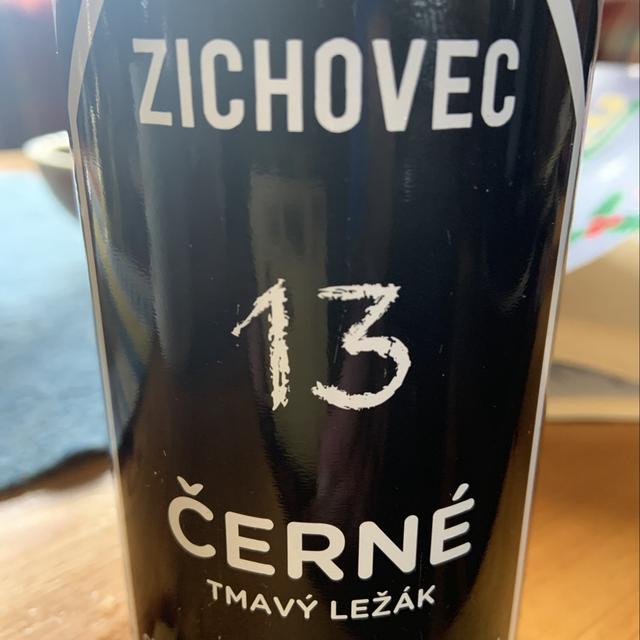 ZICHOVEC
13
ČERNÉ
TMAVÝ LEŽÁK